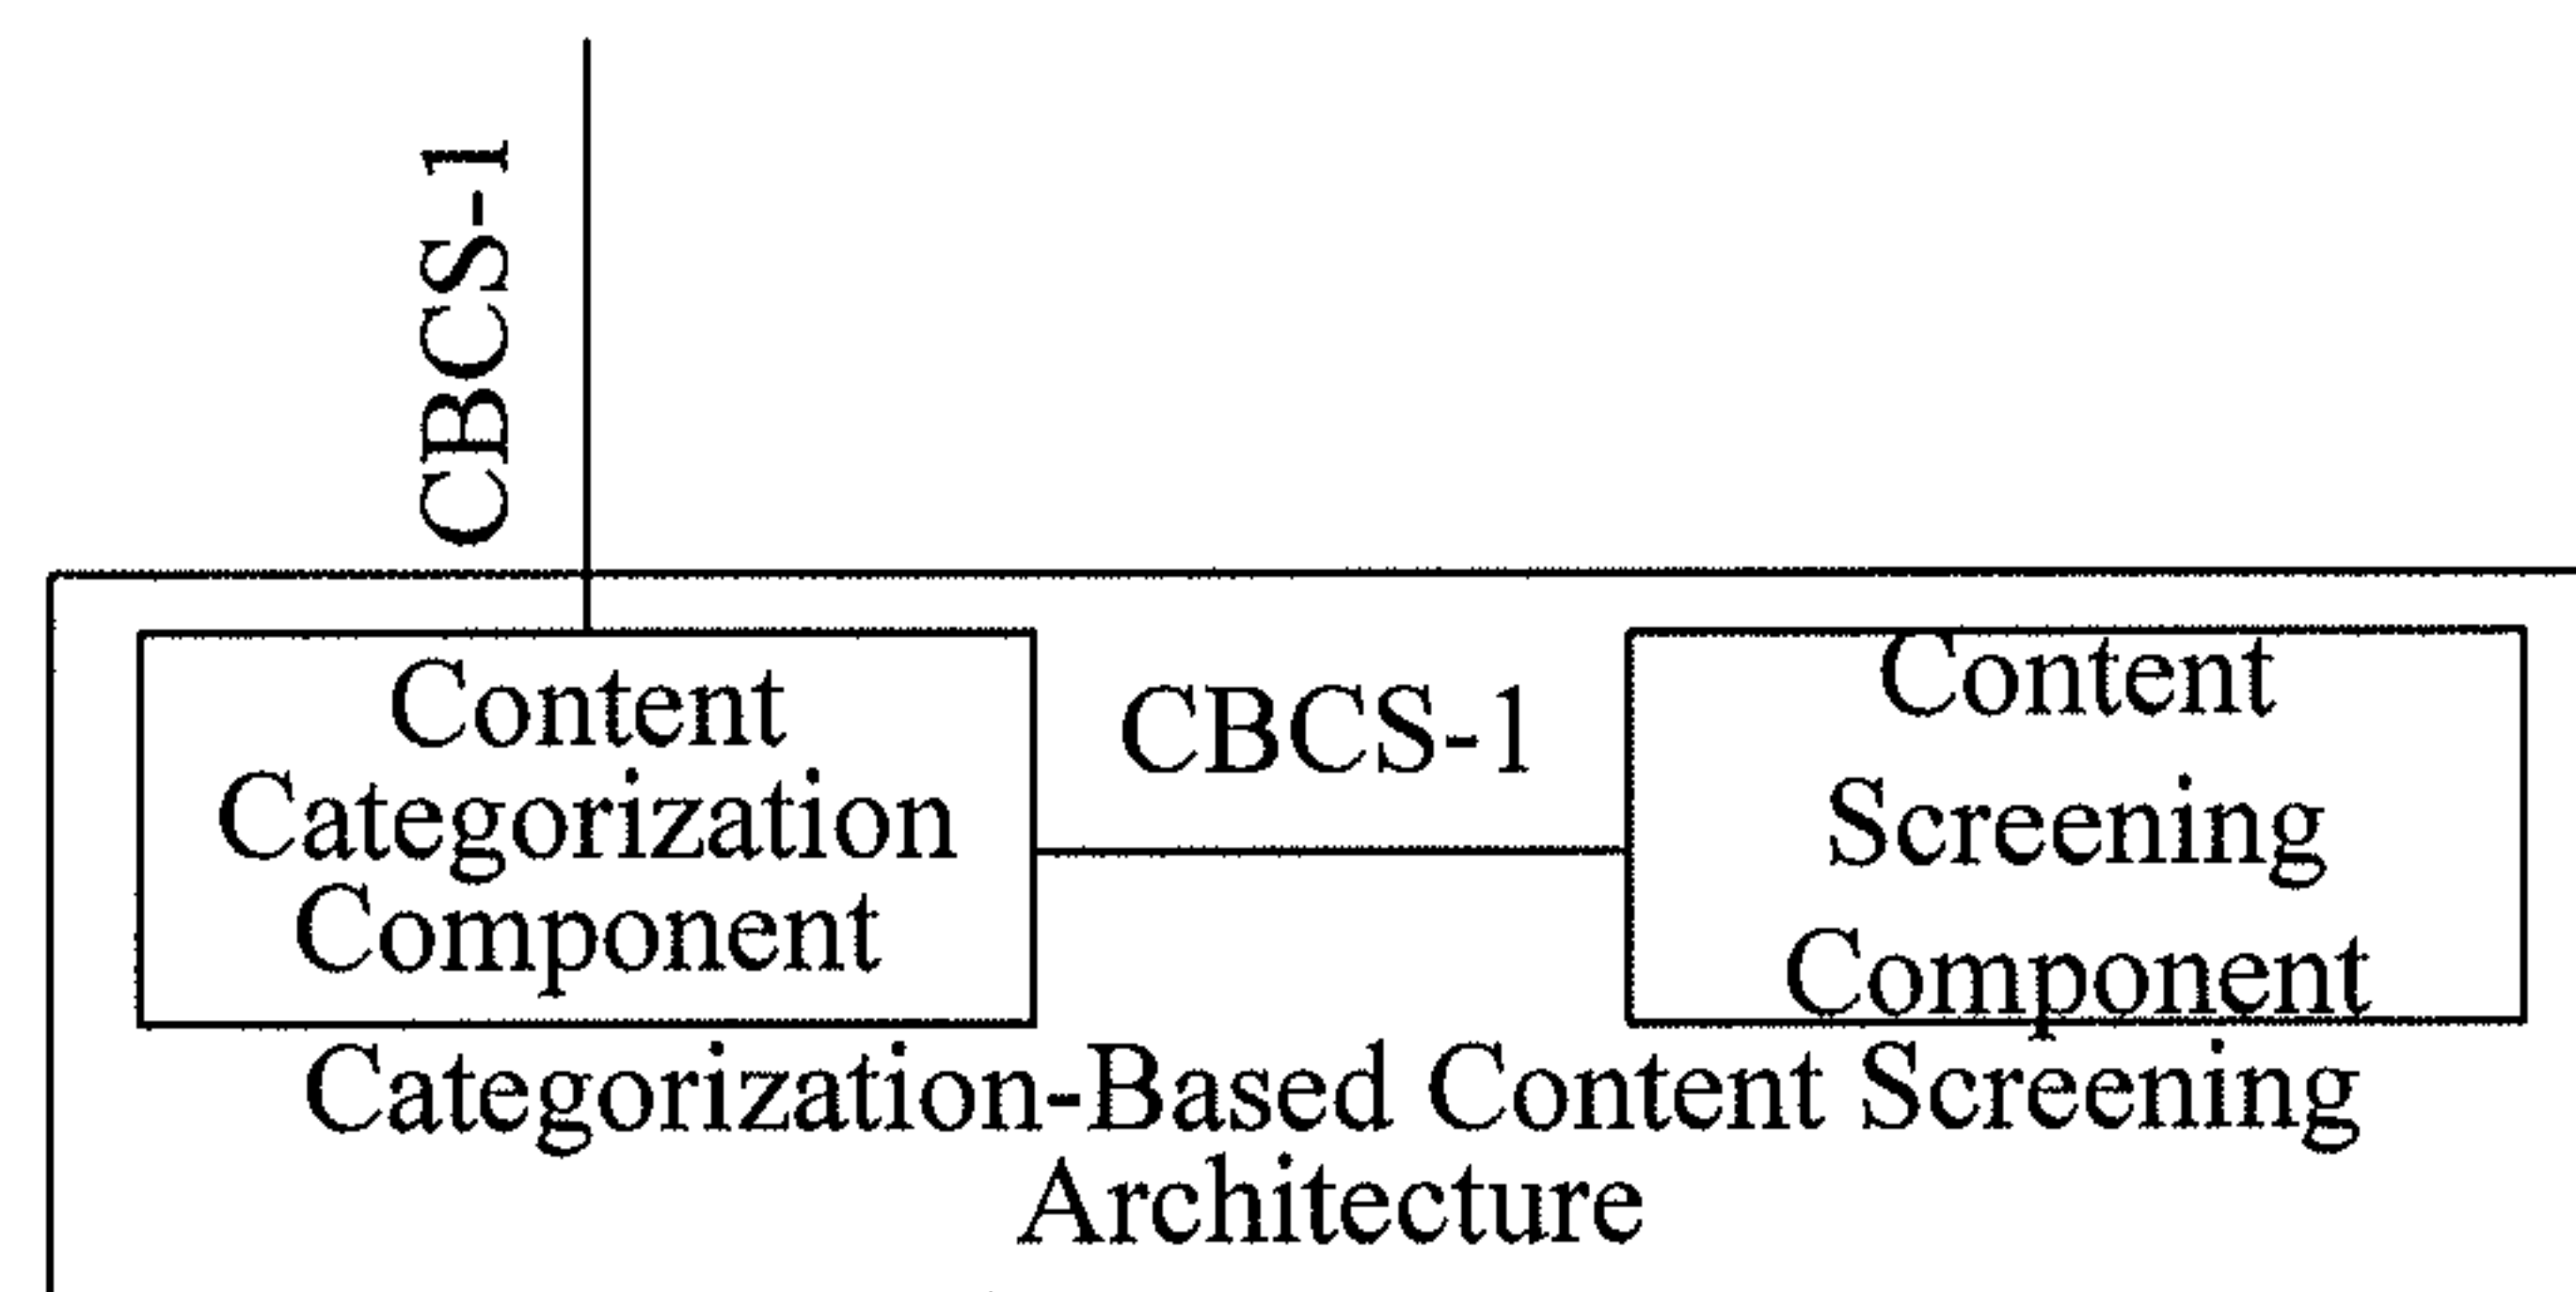 CBCS-1
Content
Categorization
Component
CBCS-1
Content
Screening
Component
Categorization-Based Content Screening
Architecture